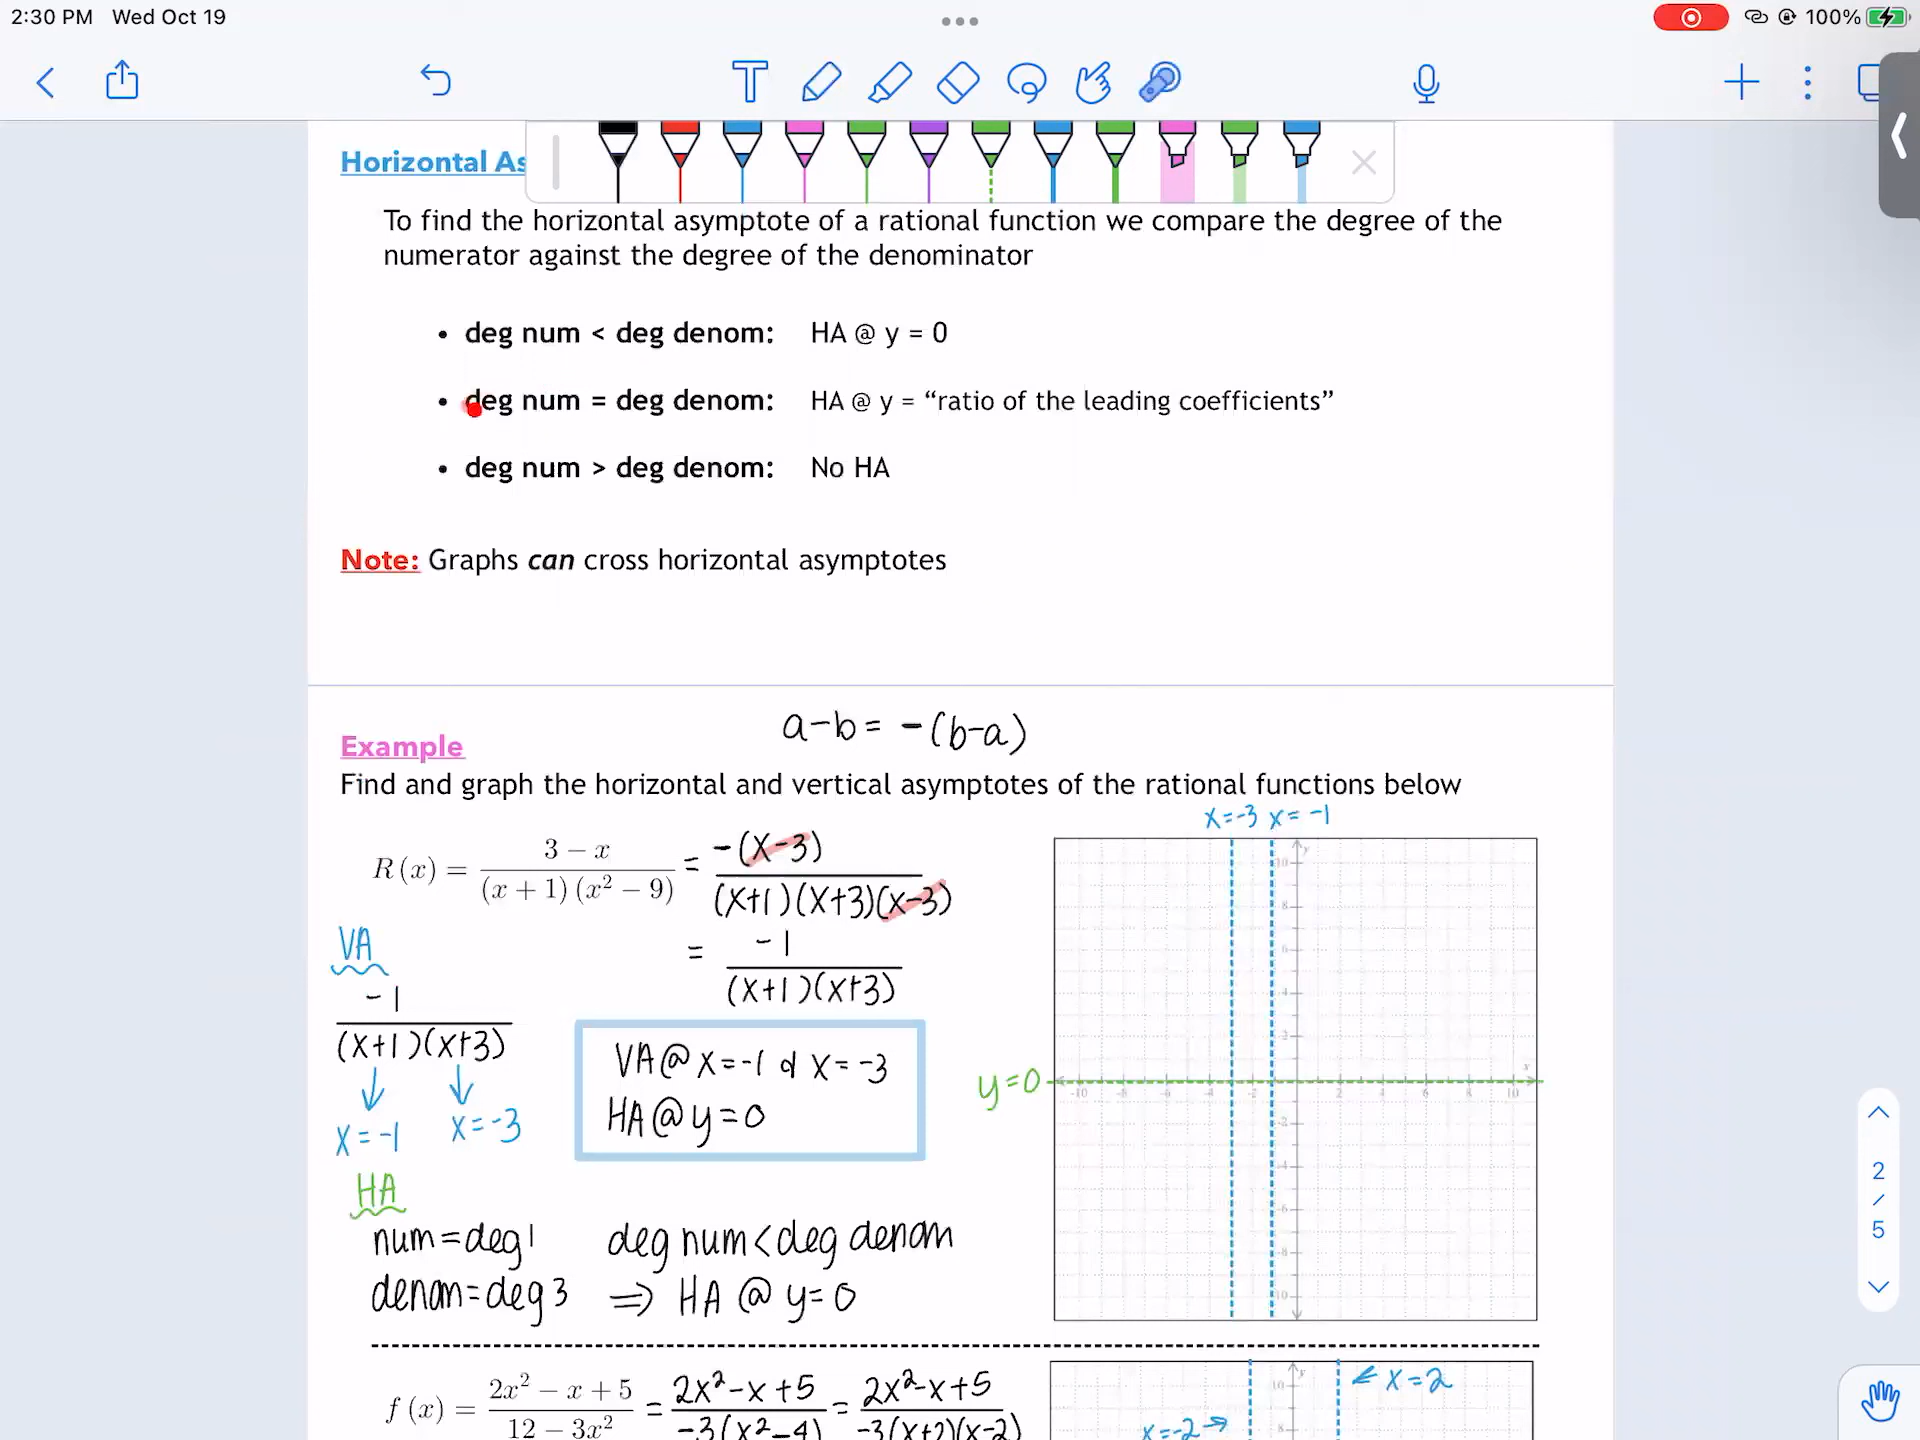 2:30 PM Wed Oct 19
100%
Horizontal As
To find the horizontal asymptote of a rational function we compare the degree of the
numerator against the degree of the denominator
• deg num < deg denom: HA @ y = 0
• deg num = deg denom: HA @ y = “ratio of the leading coefficients”
• deg num > deg denom: No HA
Note: Graphs can cross horizontal asymptotes
a-b = -(b-a)
Example
Find and graph the horizontal and vertical asymptotes of the rational functions below
x=-3 x=-1
R(x) = (3 − x)/((x + 1)(x² − 9)) = -(x-3)/((x+1)(x+3)(x-3))
= -1/((x+1)(x+3))
VA
-1/((x+1)(x+3))
x=-1 x=-3
VA@ x=-1 & x=-3
HA@ y=0
y=0
HA
num=deg 1 deg num<deg denom
denom=deg 3 ⇒ HA @ y=0
2
/
5
f(x) = (2x² − x + 5)/(12 − 3x²) = (2x²-x+5)/(-3(x²-4)) = (2x²-x+5)/(-3(x+2)(x-2))
← x=2
x=-2 →